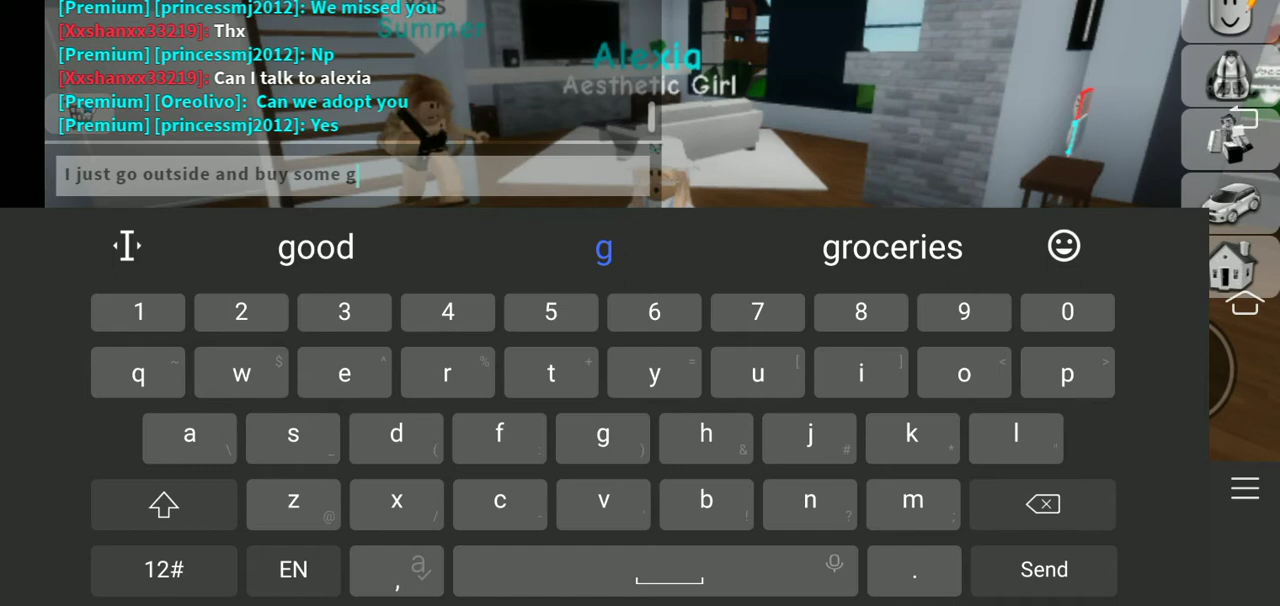 [Premium] [princessmj2012]: We missed you
[Xxshanxx33219]: Thx
[Premium] [princessmj2012]: Np
[Xxshanxx33219]: Can I talk to alexia
[Premium] [Oreolivo]: Can we adopt you
[Premium] [princessmj2012]: Yes
Summer
Alexia
Aesthetic Girl
I just go outside and buy some g
good g groceries
1 2 3 4 5 6 7 8 9 0
q ~ w $ e ^ r % t + y = u [ i ] o < p >
a \ s _ d ( f : g ) h & j # k * l "
z @ x / c - v ' b ! n ? m ;
12# EN , a . Send